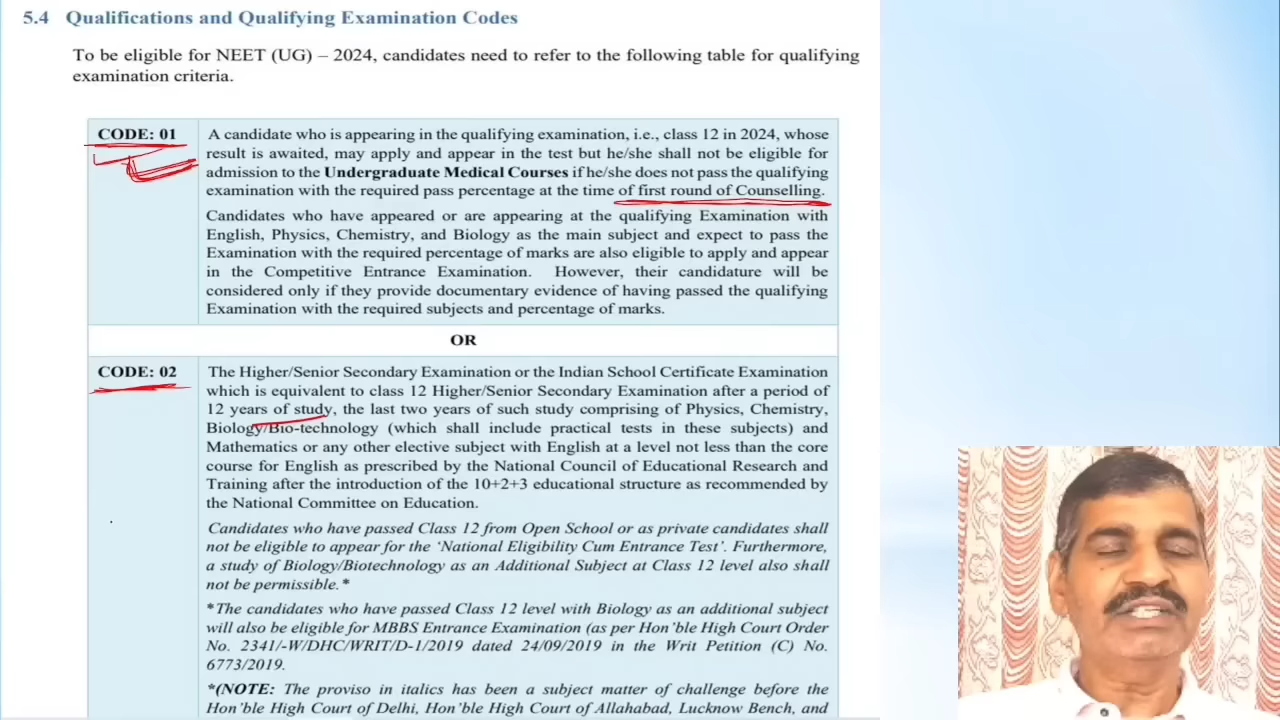 5.4 Qualifications and Qualifying Examination Codes
To be eligible for NEET (UG) – 2024, candidates need to refer to the following table for qualifying
examination criteria.
CODE: 01
A candidate who is appearing in the qualifying examination, i.e., class 12 in 2024, whose
result is awaited, may apply and appear in the test but he/she shall not be eligible for
admission to the Undergraduate Medical Courses if he/she does not pass the qualifying
examination with the required pass percentage at the time of first round of Counselling.
Candidates who have appeared or are appearing at the qualifying Examination with
English, Physics, Chemistry, and Biology as the main subject and expect to pass the
Examination with the required percentage of marks are also eligible to apply and appear
in the Competitive Entrance Examination. However, their candidature will be
considered only if they provide documentary evidence of having passed the qualifying
Examination with the required subjects and percentage of marks.
OR
CODE: 02
The Higher/Senior Secondary Examination or the Indian School Certificate Examination
which is equivalent to class 12 Higher/Senior Secondary Examination after a period of
12 years of study, the last two years of such study comprising of Physics, Chemistry,
Biology/Bio-technology (which shall include practical tests in these subjects) and
Mathematics or any other elective subject with English at a level not less than the core
course for English as prescribed by the National Council of Educational Research and
Training after the introduction of the 10+2+3 educational structure as recommended by
the National Committee on Education.
Candidates who have passed Class 12 from Open School or as private candidates shall
not be eligible to appear for the ‘National Eligibility Cum Entrance Test’. Furthermore,
a study of Biology/Biotechnology as an Additional Subject at Class 12 level also shall
not be permissible.*
*The candidates who have passed Class 12 level with Biology as an additional subject
will also be eligible for MBBS Entrance Examination (as per Hon’ble High Court Order
No. 2341/-W/DHC/WRIT/D-1/2019 dated 24/09/2019 in the Writ Petition (C) No.
6773/2019.
*(NOTE: The proviso in italics has been a subject matter of challenge before the
Hon’ble High Court of Delhi, Hon’ble High Court of Allahabad, Lucknow Bench, and